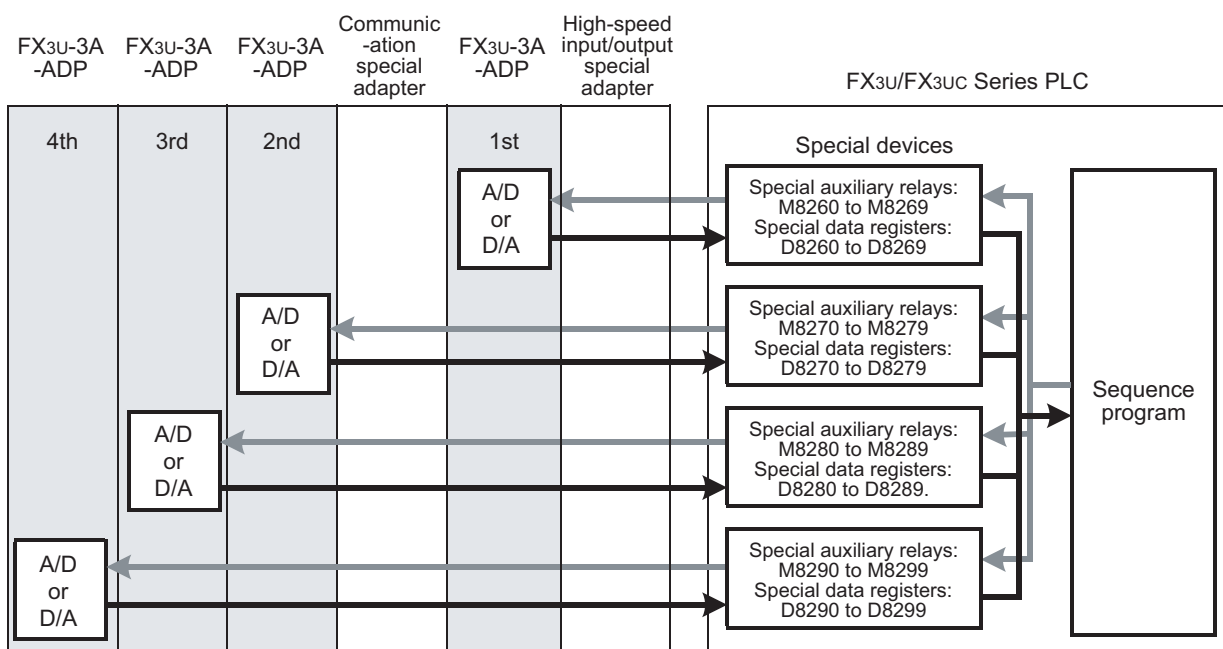 FX3U-3A
-ADP
FX3U-3A
-ADP
FX3U-3A
-ADP
Communic
-ation
special
adapter
FX3U-3A
-ADP
High-speed
input/output
special
adapter
FX3U/FX3UC Series PLC
4th
3rd
2nd
1st
Special devices
A/D
or
D/A
Special auxiliary relays:
M8260 to M8269
Special data registers:
D8260 to D8269
A/D
or
D/A
Special auxiliary relays:
M8270 to M8279
Special data registers:
D8270 to D8279
Sequence
program
A/D
or
D/A
Special auxiliary relays:
M8280 to M8289
Special data registers:
D8280 to D8289.
A/D
or
D/A
Special auxiliary relays:
M8290 to M8299
Special data registers:
D8290 to D8299